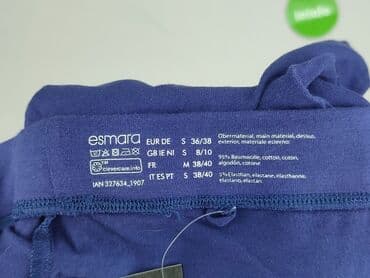 esmara
clevercare.info
IAN 327634_1907
EUR DE S 36/38
GB IE NI S 8/10
FR M 38/40
IT ES PT S 38/40
Obermaterial, main material, dessus,
exterior, materiale esterno:
95% Baumwolle, cotton, coton,
algodón, cotone
5% Elasthan, elastane, élasthanne,
elastano, elastan